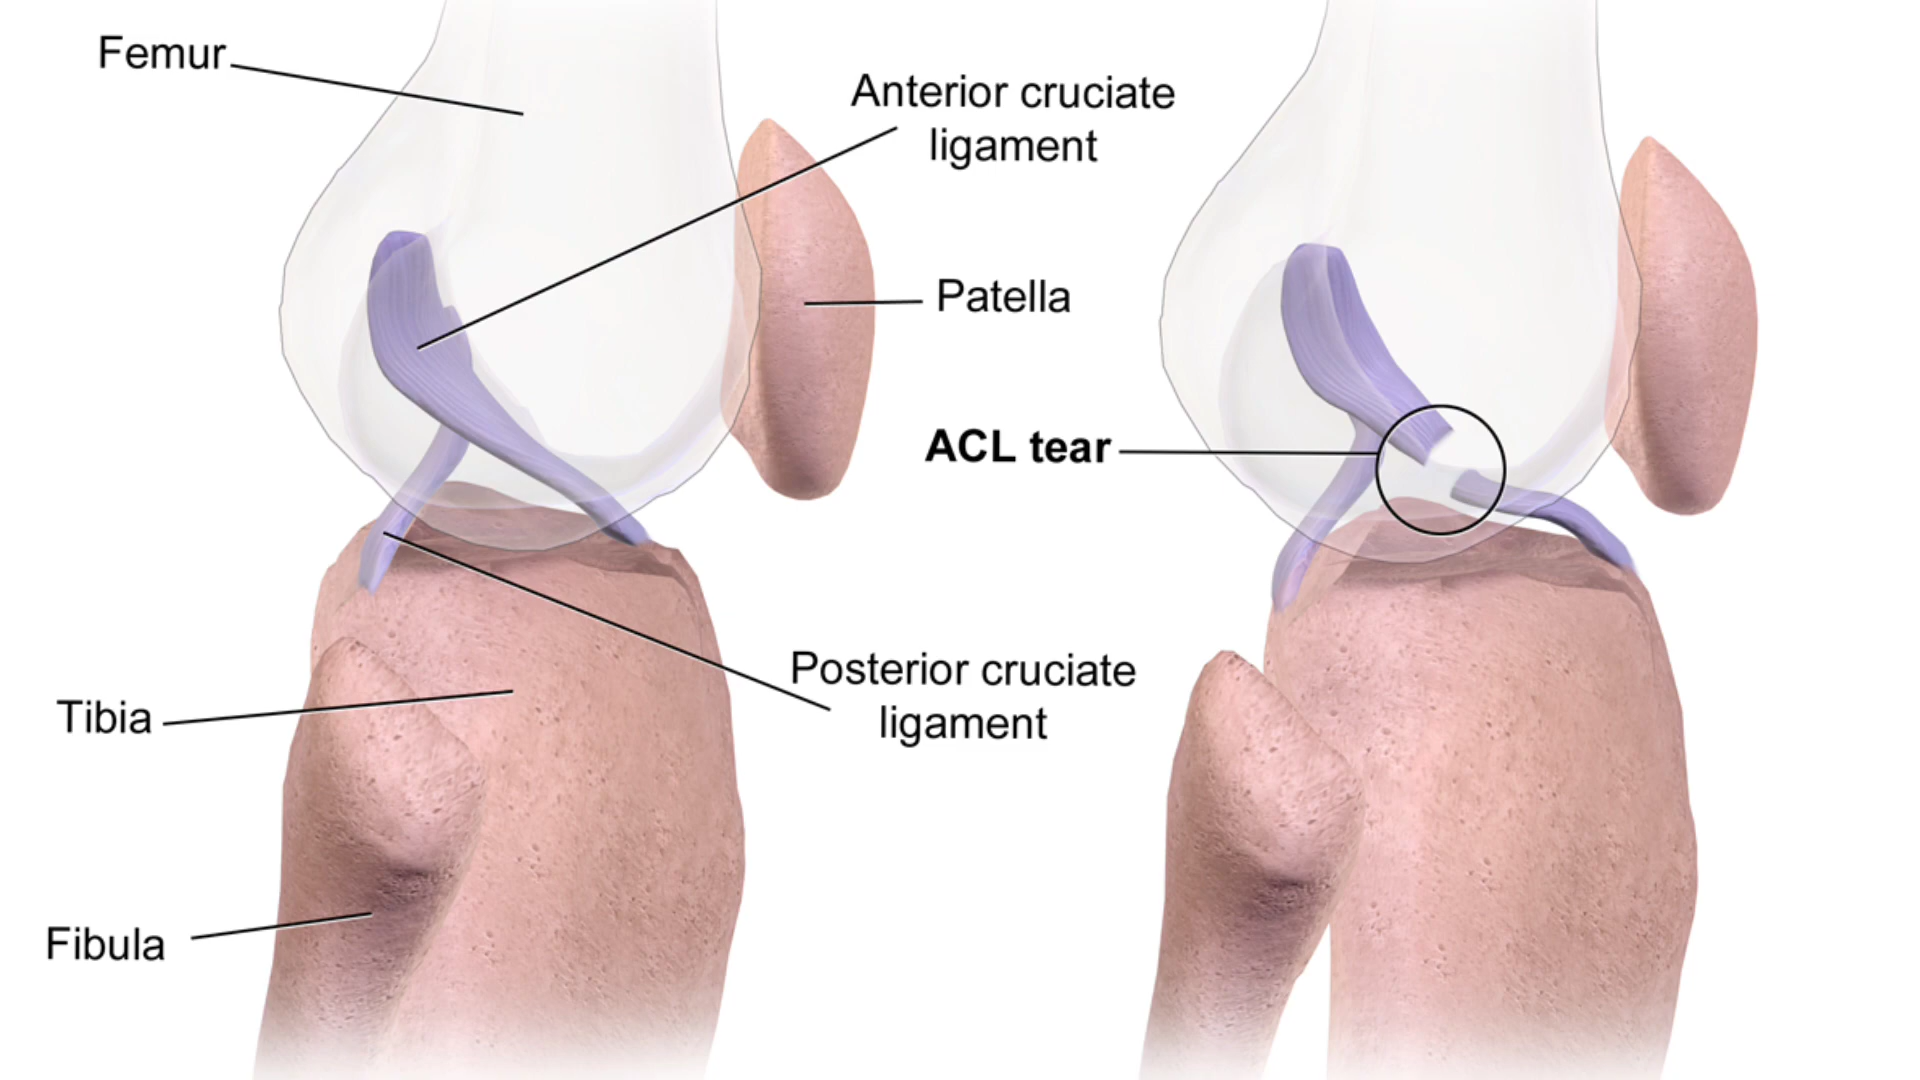 Femur
Anterior cruciate
ligament
Patella
ACL tear
Posterior cruciate
ligament
Tibia
Fibula